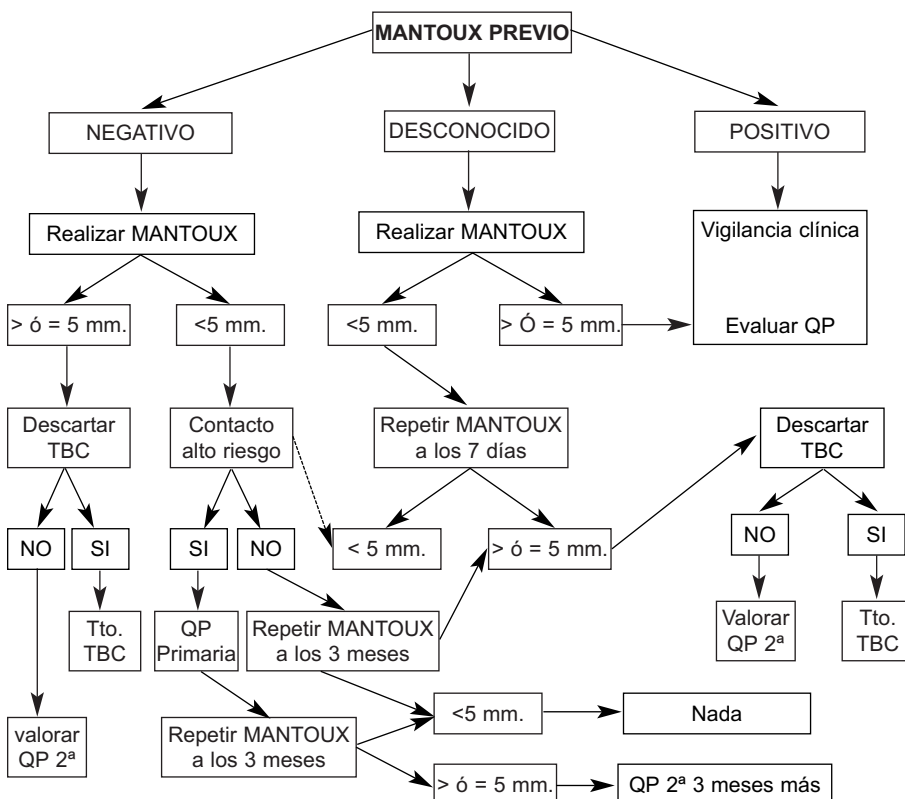 MANTOUX PREVIO
NEGATIVO
DESCONOCIDO
POSITIVO
Realizar MANTOUX
Realizar MANTOUX
Vigilancia clínica
Evaluar QP
> ó = 5 mm.
<5 mm.
<5 mm.
> Ó = 5 mm.
Descartar
TBC
Contacto
alto riesgo
Repetir MANTOUX
a los 7 días
Descartar
TBC
NO
SI
SI
NO
< 5 mm.
> ó = 5 mm.
NO
SI
Tto.
TBC
QP
Primaria
Repetir MANTOUX
a los 3 meses
Valorar
QP 2ª
Tto.
TBC
valorar
QP 2ª
Repetir MANTOUX
a los 3 meses
<5 mm.
Nada
> ó = 5 mm.
QP 2ª 3 meses más